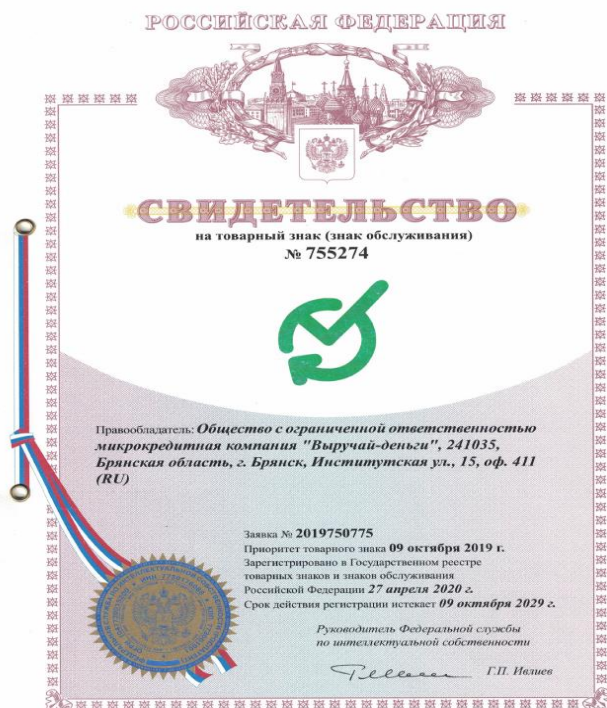 РОССИЙСКАЯ ФЕДЕРАЦИЯ
СВИДЕТЕЛЬСТВО
на товарный знак (знак обслуживания)
№ 755274
Правообладатель: Общество с ограниченной ответственностью
микрокредитная компания "Выручай-деньги", 241035,
Брянская область, г. Брянск, Институтская ул., 15, оф. 411
(RU)
Заявка № 2019750775
Приоритет товарного знака 09 октября 2019 г.
Зарегистрировано в Государственном реестре
товарных знаков и знаков обслуживания
Российской Федерации 27 апреля 2020 г.
Срок действия регистрации истекает 09 октября 2029 г.
Руководитель Федеральной службы
по интеллектуальной собственности
Г.П. Ивлиев